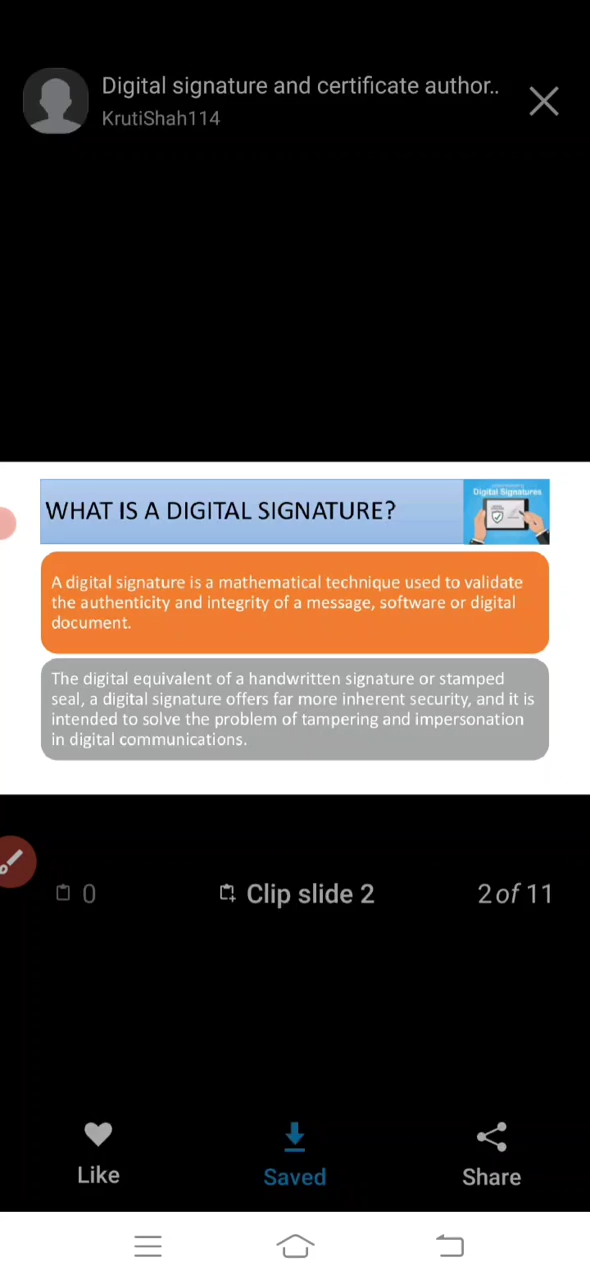 Digital signature and certificate author..
KrutiShah114
WHAT IS A DIGITAL SIGNATURE?
Digital Signatures
A digital signature is a mathematical technique used to validate
the authenticity and integrity of a message, software or digital
document.
The digital equivalent of a handwritten signature or stamped
seal, a digital signature offers far more inherent security, and it is
intended to solve the problem of tampering and impersonation
in digital communications.
0
Clip slide 2
2 of 11
Like
Saved
Share